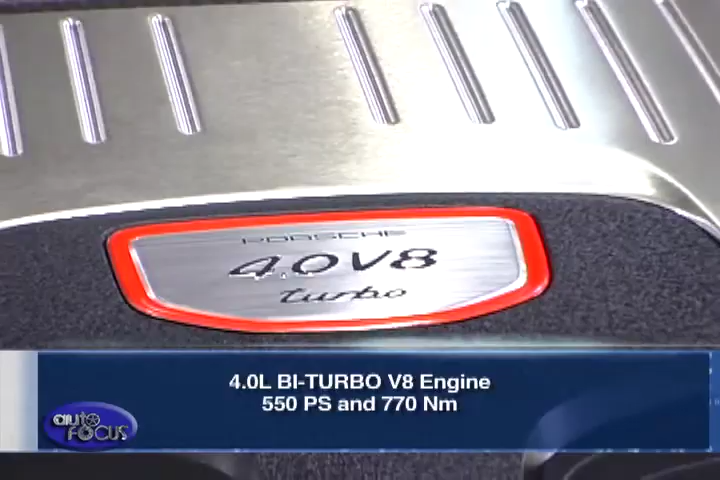 PORSCHE
4.0V8
turbo
4.0L BI-TURBO V8 Engine
550 PS and 770 Nm
auto
FOCUS